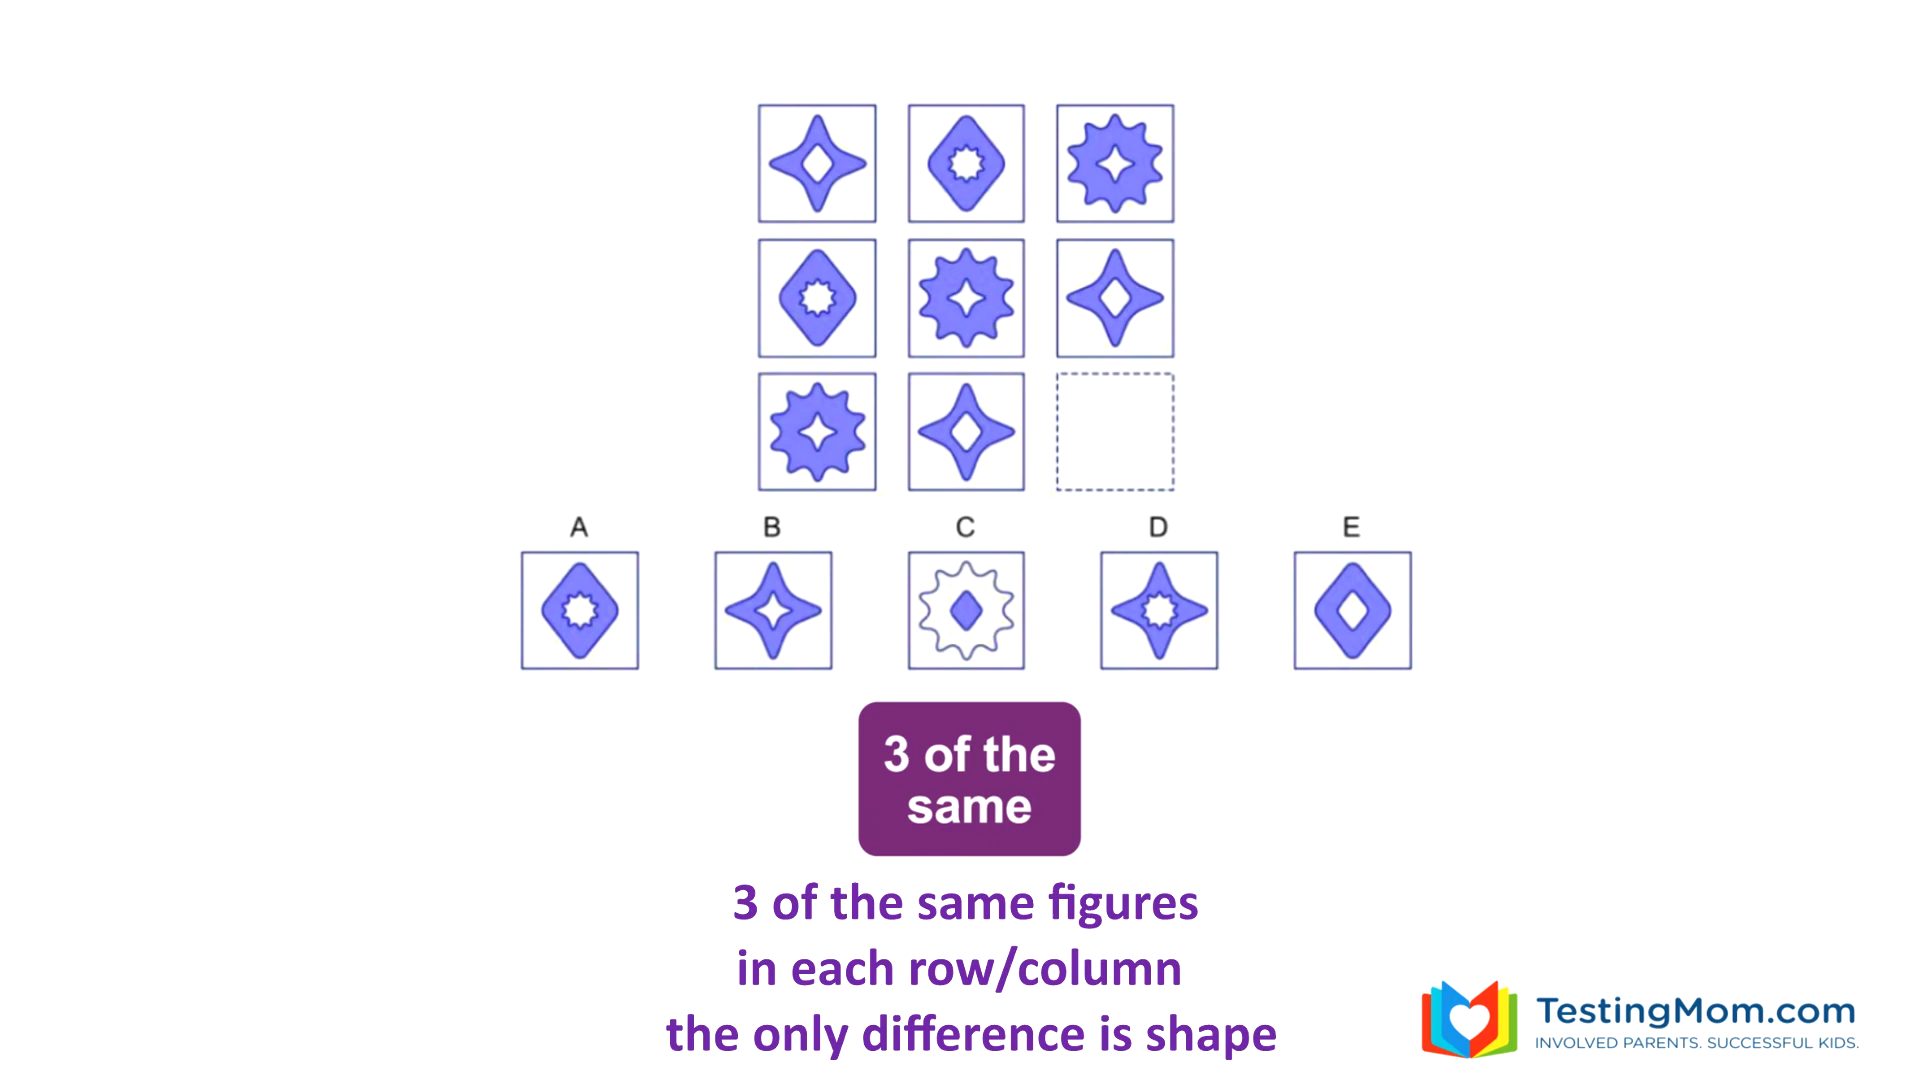 A B C D E
3 of the
same
3 of the same figures
in each row/column
the only difference is shape
TestingMom.com
INVOLVED PARENTS. SUCCESSFUL KIDS.